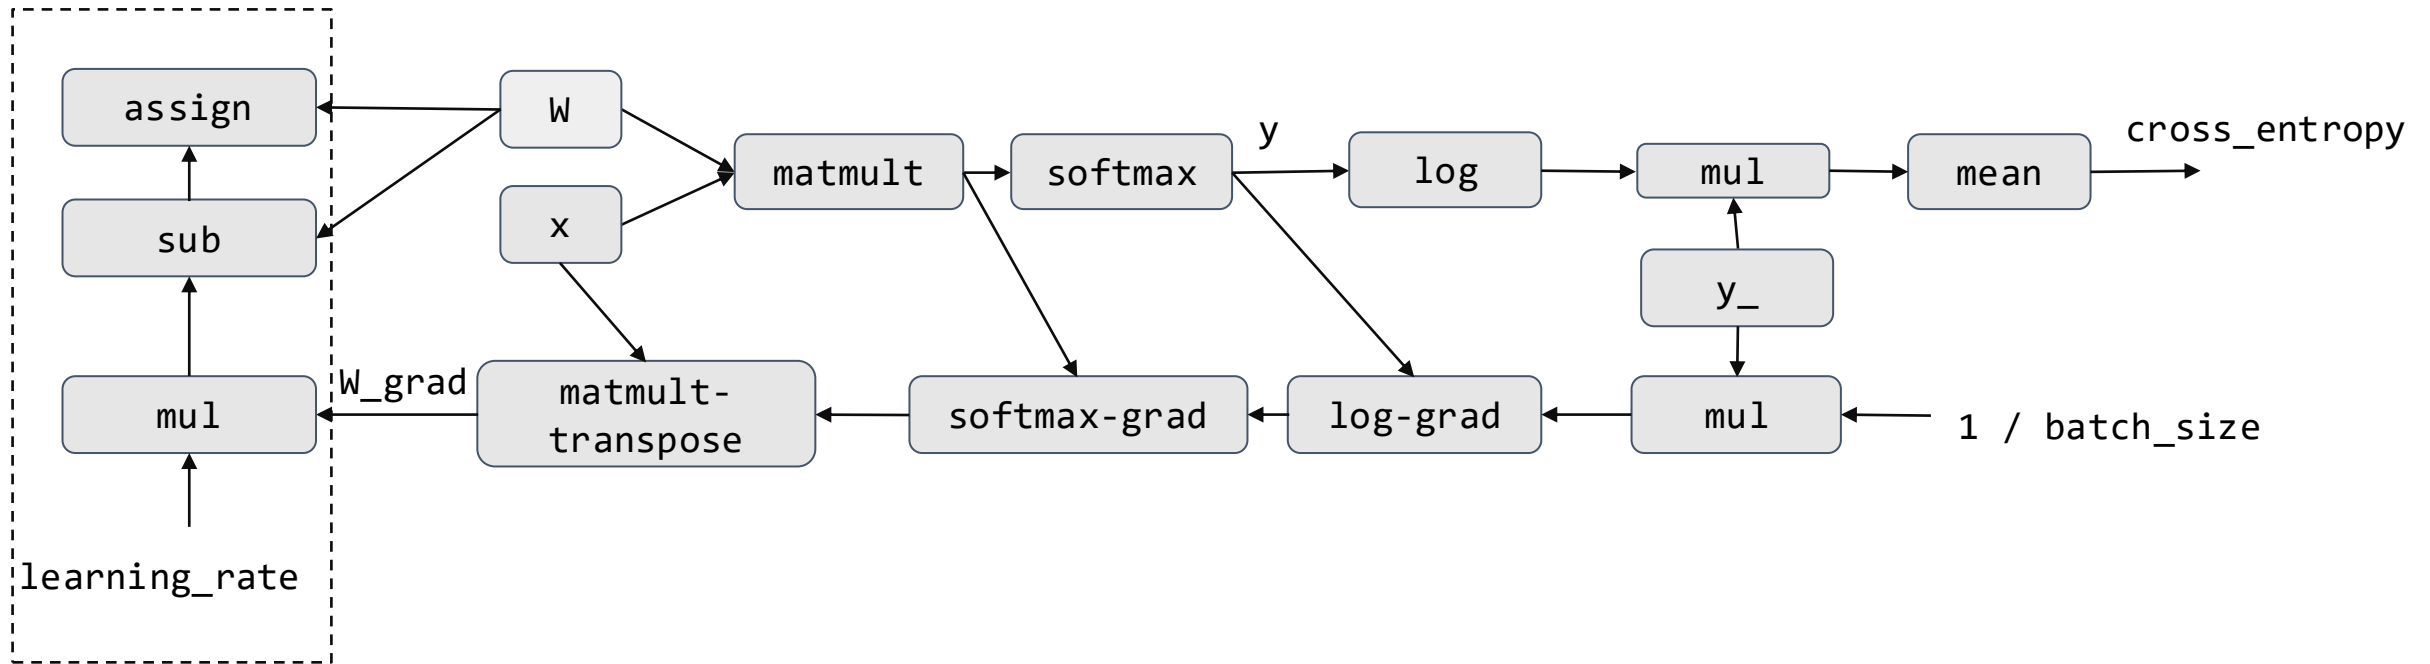 assign
W
cross_entropy
y
matmult
softmax
log
mul
mean
x
sub
y_
W_grad
mul
matmult-
transpose
softmax-grad
log-grad
mul
1 / batch_size
learning_rate